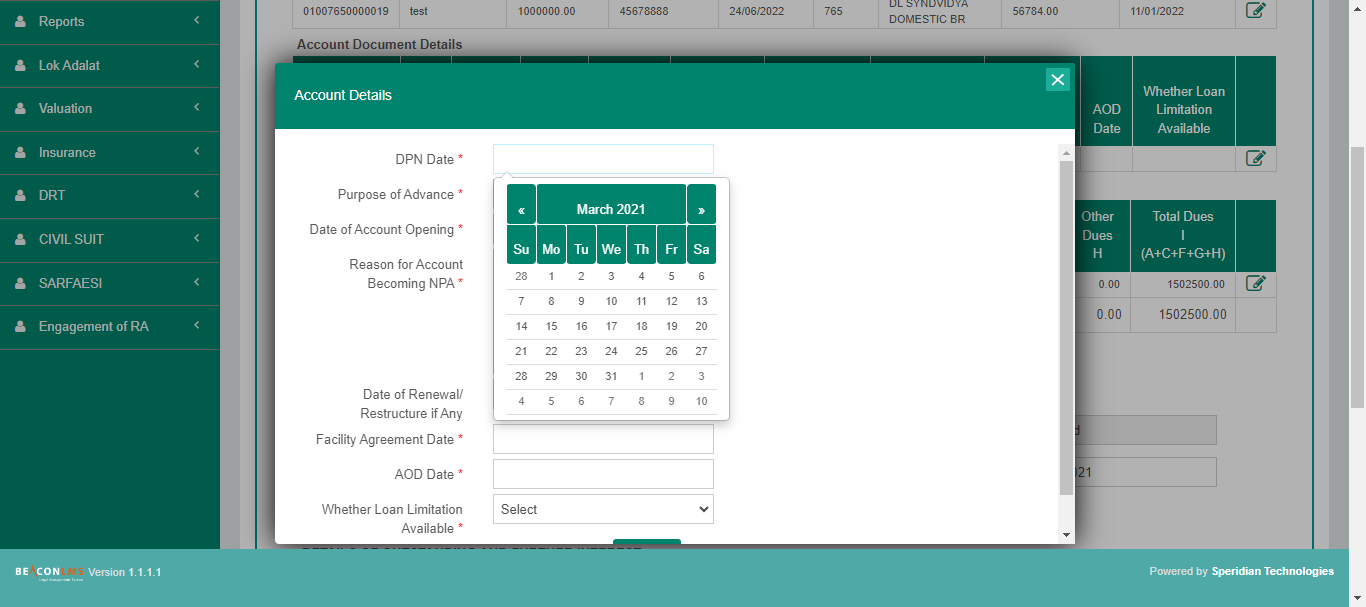 Reports
Lok Adalat
Valuation
Insurance
DRT
CIVIL SUIT
SARFAESI
Engagement of RA
01007650000019 test 1000000.00 45678888 24/06/2022 765 DL SYNDVIDYA DOMESTIC BR 56784.00 11/01/2022
Account Document Details
AOD Date
Whether Loan Limitation Available
Account Details
DPN Date *
Purpose of Advance *
Date of Account Opening *
Reason for Account
Becoming NPA *
Date of Renewal/
Restructure if Any
Facility Agreement Date *
AOD Date *
Whether Loan Limitation
Available *
Select
« March 2021 »
Su Mo Tu We Th Fr Sa
28 1 2 3 4 5 6
7 8 9 10 11 12 13
14 15 16 17 18 19 20
21 22 23 24 25 26 27
28 29 30 31 1 2 3
4 5 6 7 8 9 10
Other
Dues
H
Total Dues
I
(A+C+F+G+H)
0.00 1502500.00
0.00 1502500.00
BEACONLMS Version 1.1.1.1
Powered by Speridian Technologies